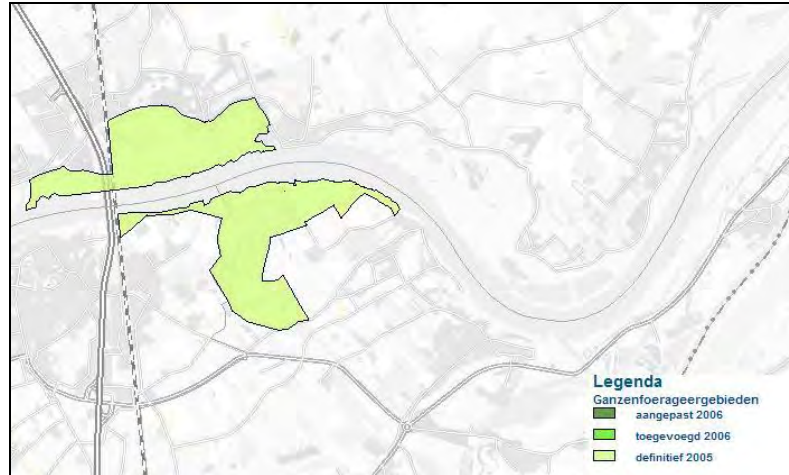 Legenda
Ganzenfoerageergebieden
aangepast 2006
toegevoegd 2006
definitief 2005